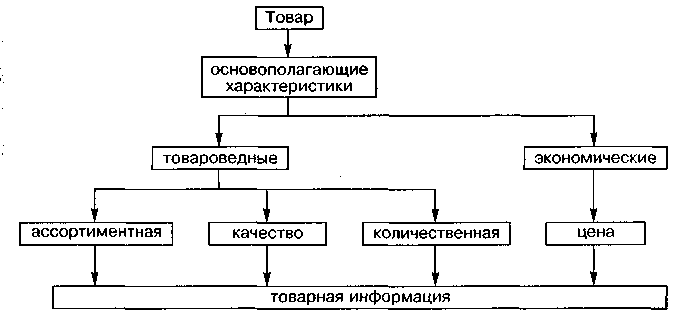 Товар
основополагающие
характеристики
товароведные
экономические
ассортиментная
качество
количественная
цена
товарная информация